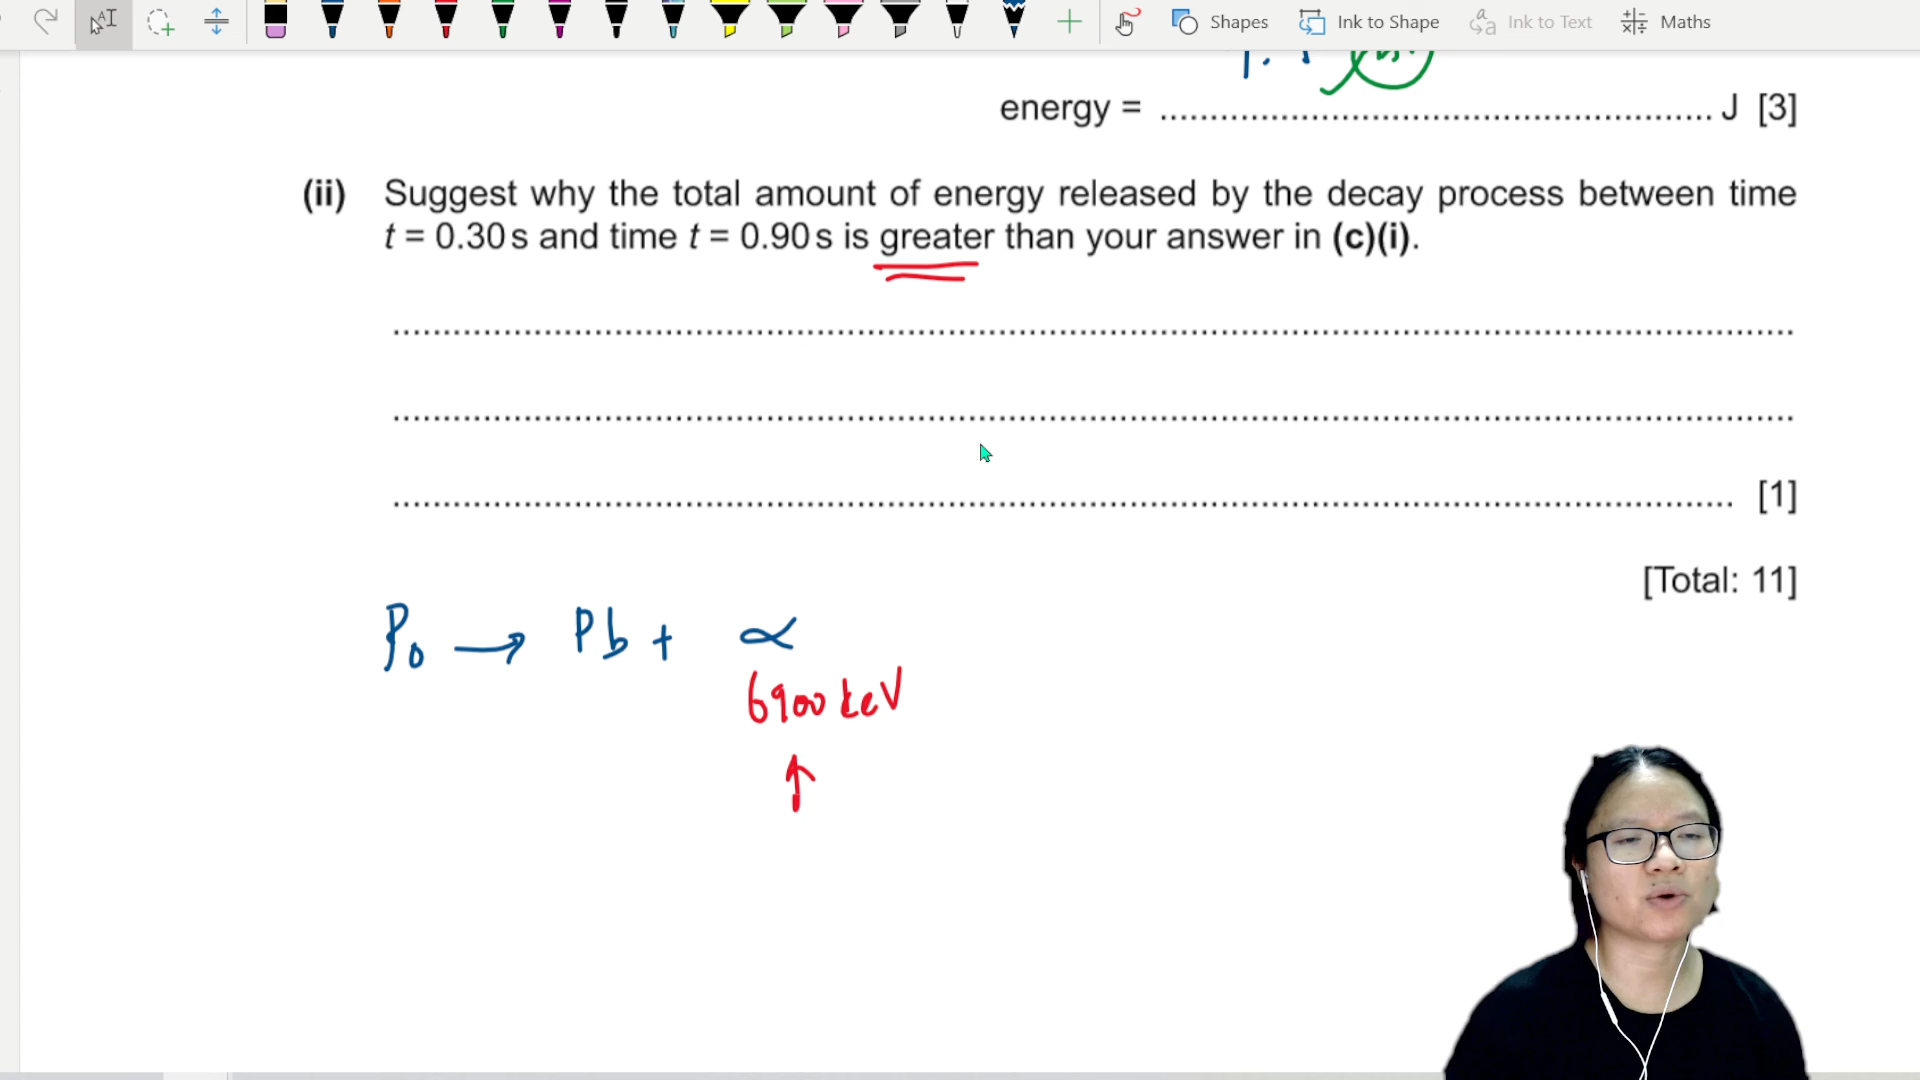 Shapes Ink to Shape Ink to Text Maths
energy = ........................................................ J [3]
(ii) Suggest why the total amount of energy released by the decay process between time
t = 0.30 s and time t = 0.90 s is greater than your answer in (c)(i).
[1]
[Total: 11]
Po → Pb + α
6900 keV
↑